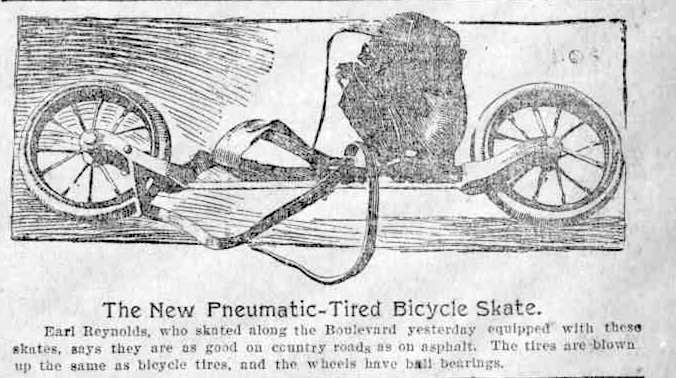 The New Pneumatic-Tired Bicycle Skate.
Earl Reynolds, who skated along the Boulevard yesterday equipped with these
skates, says they are as good on country roads as on asphalt. The tires are blown
up the same as bicycle tires, and the wheels have ball bearings.